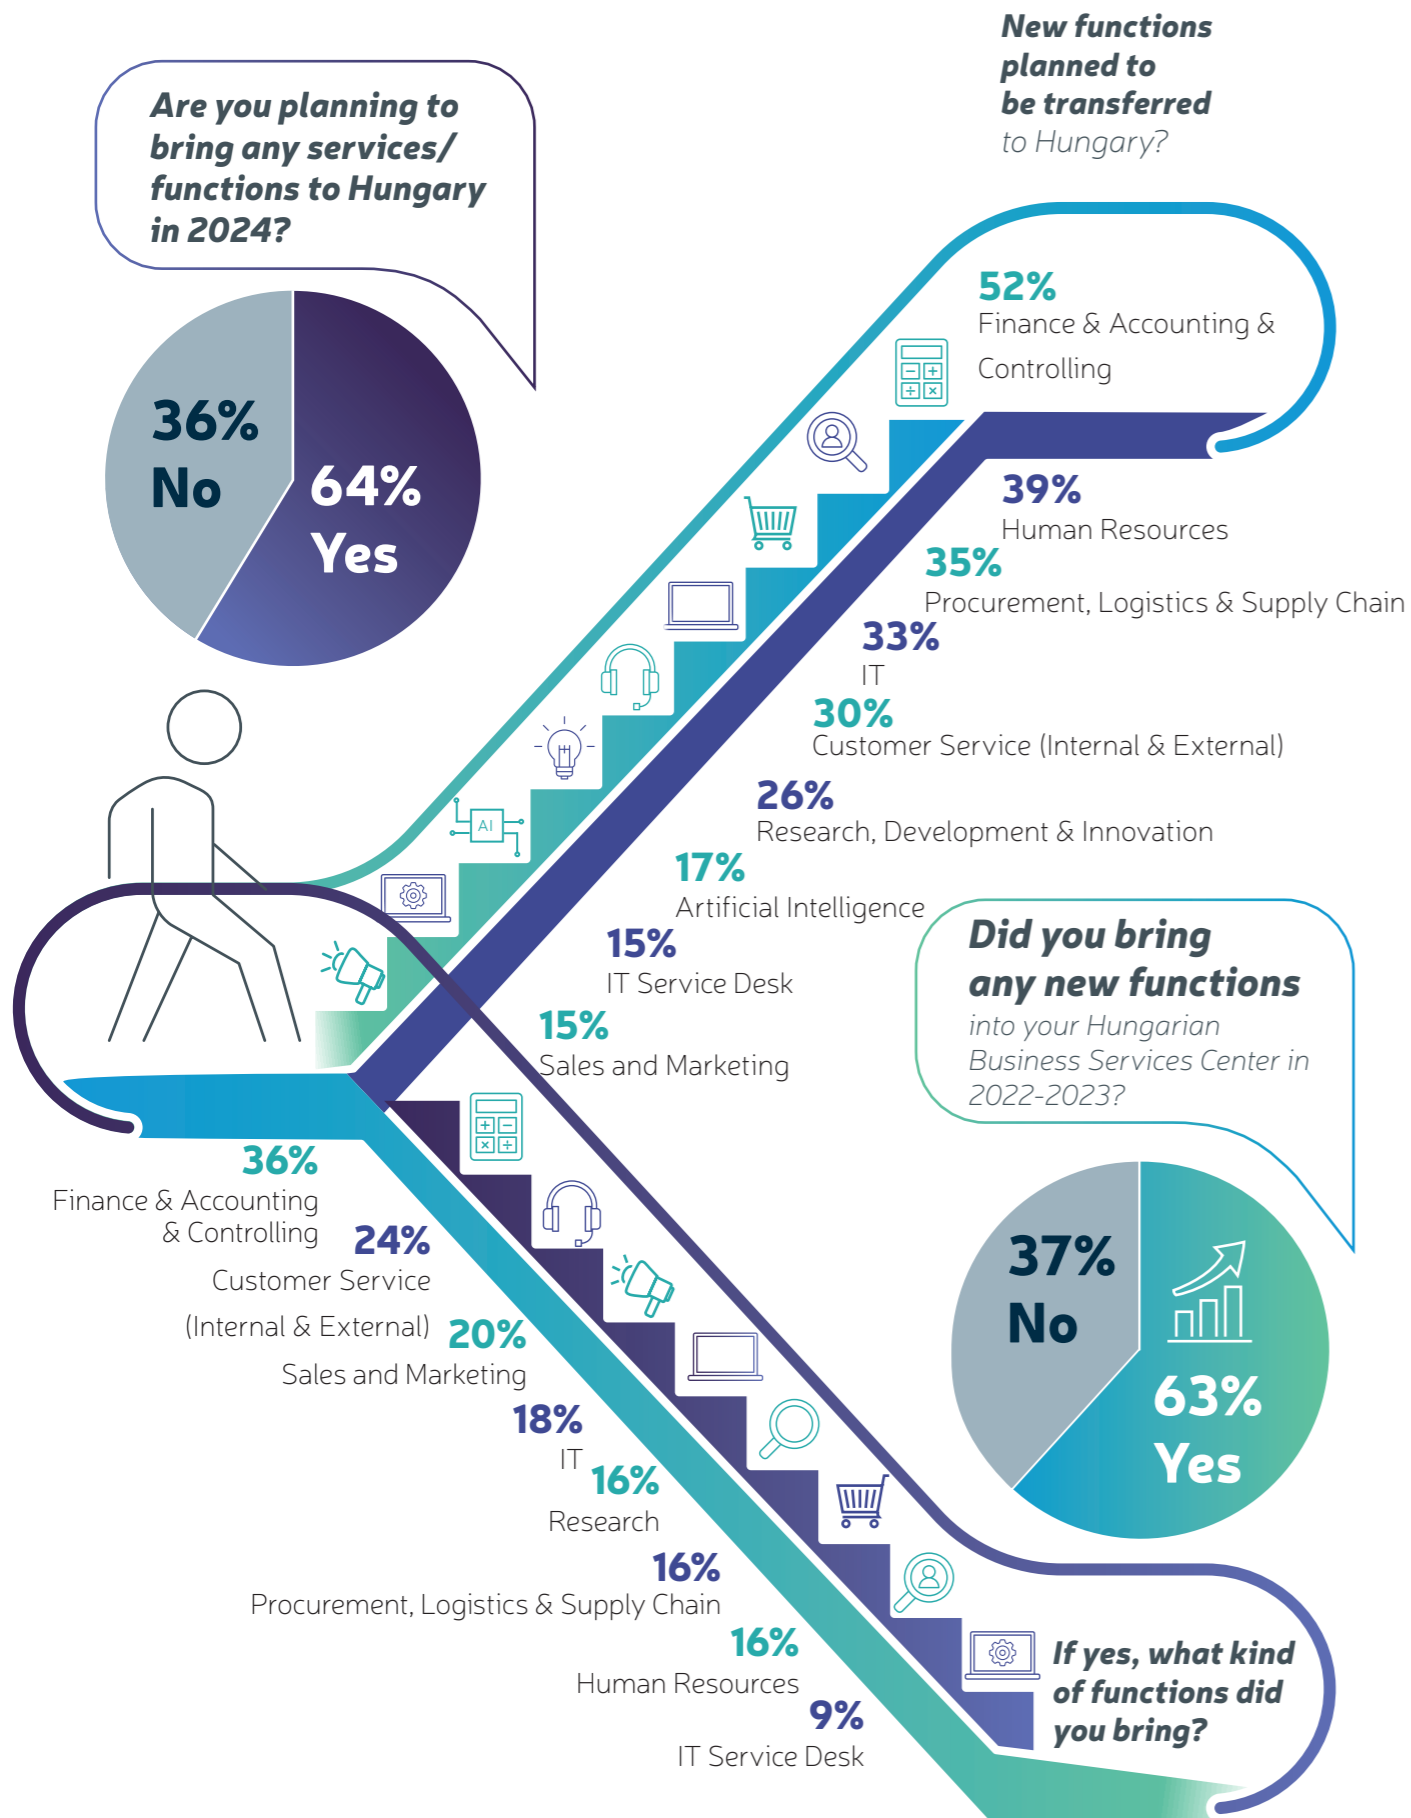 New functions
planned to
be transferred
to Hungary?
Are you planning to
bring any services/
functions to Hungary
in 2024?
36%
No
64%
Yes
52%
Finance & Accounting &
Controlling
39%
Human Resources
35%
Procurement, Logistics & Supply Chain
33%
IT
30%
Customer Service (Internal & External)
26%
Research, Development & Innovation
17%
Artificial Intelligence
15%
IT Service Desk
15%
Sales and Marketing
AI
Did you bring
any new functions
into your Hungarian
Business Services Center in
2022-2023?
37%
No
63%
Yes
36%
Finance & Accounting
& Controlling
24%
Customer Service
(Internal & External)
20%
Sales and Marketing
18%
IT
16%
Research
16%
Procurement, Logistics & Supply Chain
16%
Human Resources
9%
IT Service Desk
If yes, what kind
of functions did
you bring?